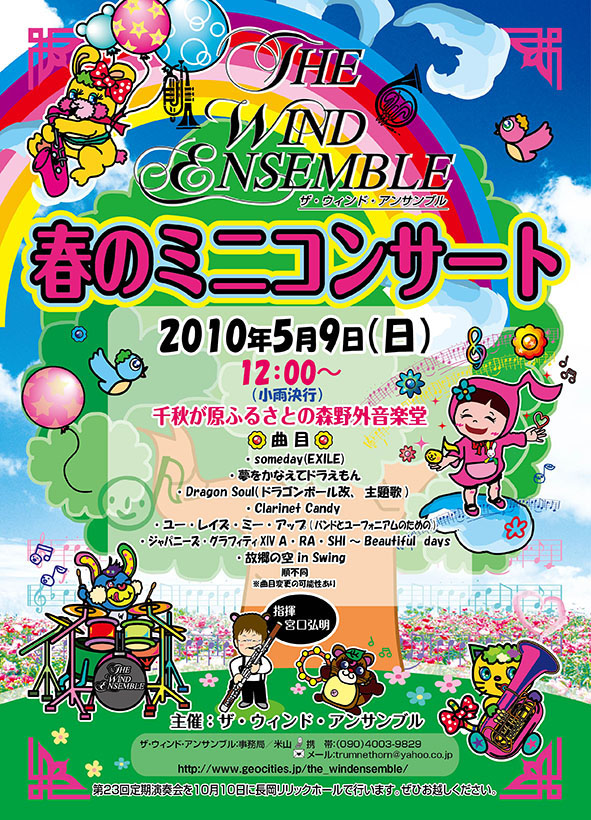 THE
WIND
ENSEMBLE
ザ・ウィンド・アンサンブル
春のミニコンサート
2010年5月9日(日)
12:00～
(小雨決行)
千秋が原ふるさとの森野外音楽堂
曲目
・someday(EXILE)
・夢をかなえてドラえもん
・Dragon Soul(ドラゴンボール改、主題歌)
・Clarinet Candy
・ユー・レイズ・ミー・アップ(バンドとユーフォニアムのための)
・ジャパニーズ・グラフィティXIV A・RA・SHI～Beautiful days
・故郷の空 in Swing
順不同
※曲目変更の可能性あり
指揮
宮口弘明
THE
WIND
ENSEMBLE
主催：ザ・ウィンド・アンサンブル
ザ・ウィンド・アンサンブル：事務局／米山 携 帯：(090)4003-9829
メール：trumnethorn@yahoo.co.jp
http://www.geocities.jp/the_windensemble/
第23回定期演奏会を10月10日に長岡リリックホールで行います。ぜひお越しください。